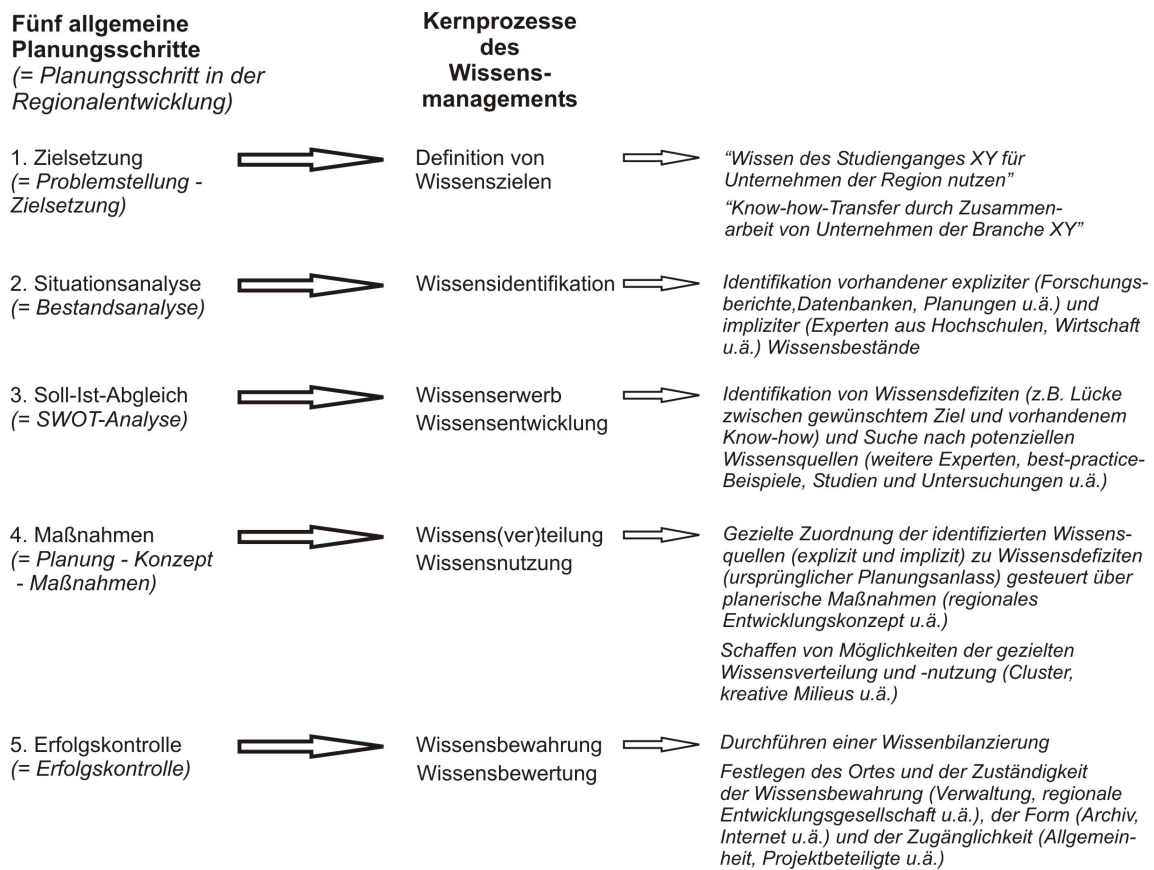 Fünf allgemeine
Planungsschritte
(= Planungsschritt in der
Regionalentwicklung)
Kernprozesse
des
Wissens-
managements
1. Zielsetzung
(= Problemstellung -
Zielsetzung)
Definition von
Wissenszielen
“Wissen des Studienganges XY für
Unternehmen der Region nutzen”
“Know-how-Transfer durch Zusammen-
arbeit von Unternehmen der Branche XY”
2. Situationsanalyse
(= Bestandsanalyse)
Wissensidentifikation
Identifikation vorhandener expliziter (Forschungs-
berichte,Datenbanken, Planungen u.ä.) und
impliziter (Experten aus Hochschulen, Wirtschaft
u.ä.) Wissensbestände
3. Soll-Ist-Abgleich
(= SWOT-Analyse)
Wissenserwerb
Wissensentwicklung
Identifikation von Wissensdefiziten (z.B. Lücke
zwischen gewünschtem Ziel und vorhandenem
Know-how) und Suche nach potenziellen
Wissensquellen (weitere Experten, best-practice-
Beispiele, Studien und Untersuchungen u.ä.)
4. Maßnahmen
(= Planung - Konzept
- Maßnahmen)
Wissens(ver)teilung
Wissensnutzung
Gezielte Zuordnung der identifizierten Wissens-
quellen (explizit und implizit) zu Wissensdefiziten
(ursprünglicher Planungsanlass) gesteuert über
planerische Maßnahmen (regionales
Entwicklungskonzept u.ä.)
Schaffen von Möglichkeiten der gezielten
Wissensverteilung und -nutzung (Cluster,
kreative Milieus u.ä.)
5. Erfolgskontrolle
(= Erfolgskontrolle)
Wissensbewahrung
Wissensbewertung
Durchführen einer Wissenbilanzierung
Festlegen des Ortes und der Zuständigkeit
der Wissensbewahrung (Verwaltung, regionale
Entwicklungsgesellschaft u.ä.), der Form (Archiv,
Internet u.ä.) und der Zugänglichkeit (Allgemein-
heit, Projektbeteiligte u.ä.)